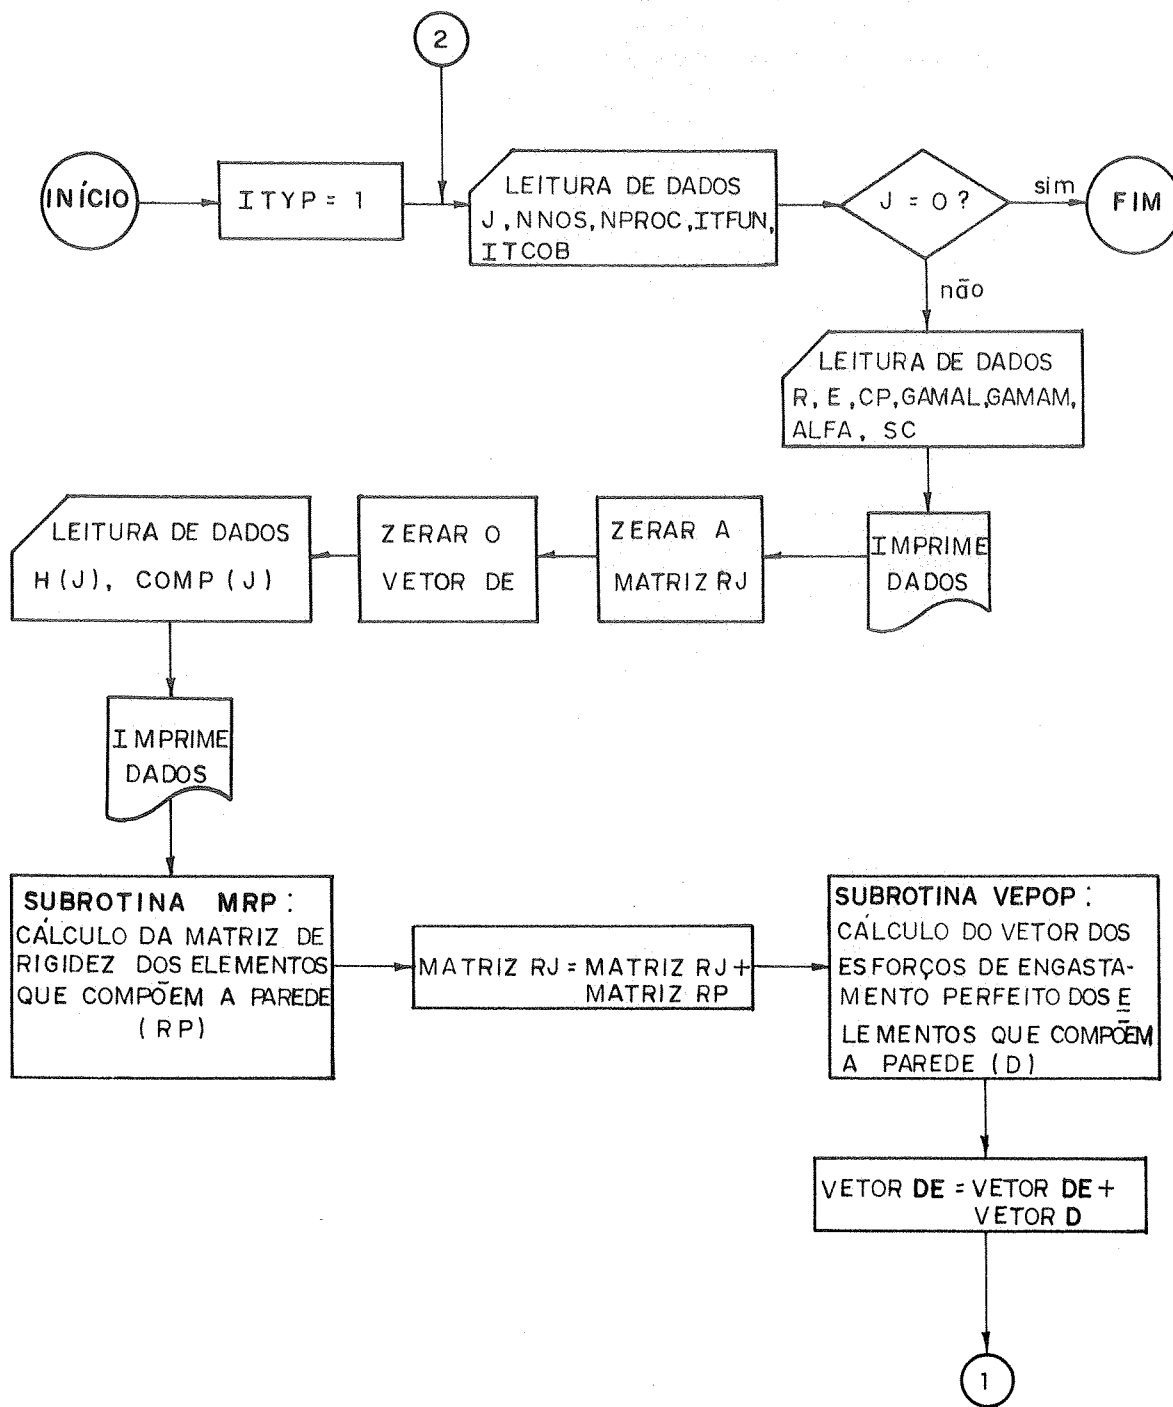 2
INÍCIO
ITYP = 1
LEITURA DE DADOS
J, NNOS, NPROC, ITFUN,
ITCOB
J = 0 ?
sim
FIM
não
LEITURA DE DADOS
R, E, CP, GAMAL, GAMAM,
ALFA, SC
IMPRIME
DADOS
ZERAR A
MATRIZ RJ
ZERAR O
VETOR DE
LEITURA DE DADOS
H (J), COMP (J)
IMPRIME
DADOS
SUBROTINA MRP :
CÁLCULO DA MATRIZ DE
RIGIDEZ DOS ELEMENTOS
QUE COMPÕEM A PAREDE
(RP)
MATRIZ RJ = MATRIZ RJ +
MATRIZ RP
SUBROTINA VEPOP :
CÁLCULO DO VETOR DOS
ESFORÇOS DE ENGASTA-
MENTO PERFEITO DOS E
LEMENTOS QUE COMPÕEM
A PAREDE (D)
VETOR DE = VETOR DE +
VETOR D
1